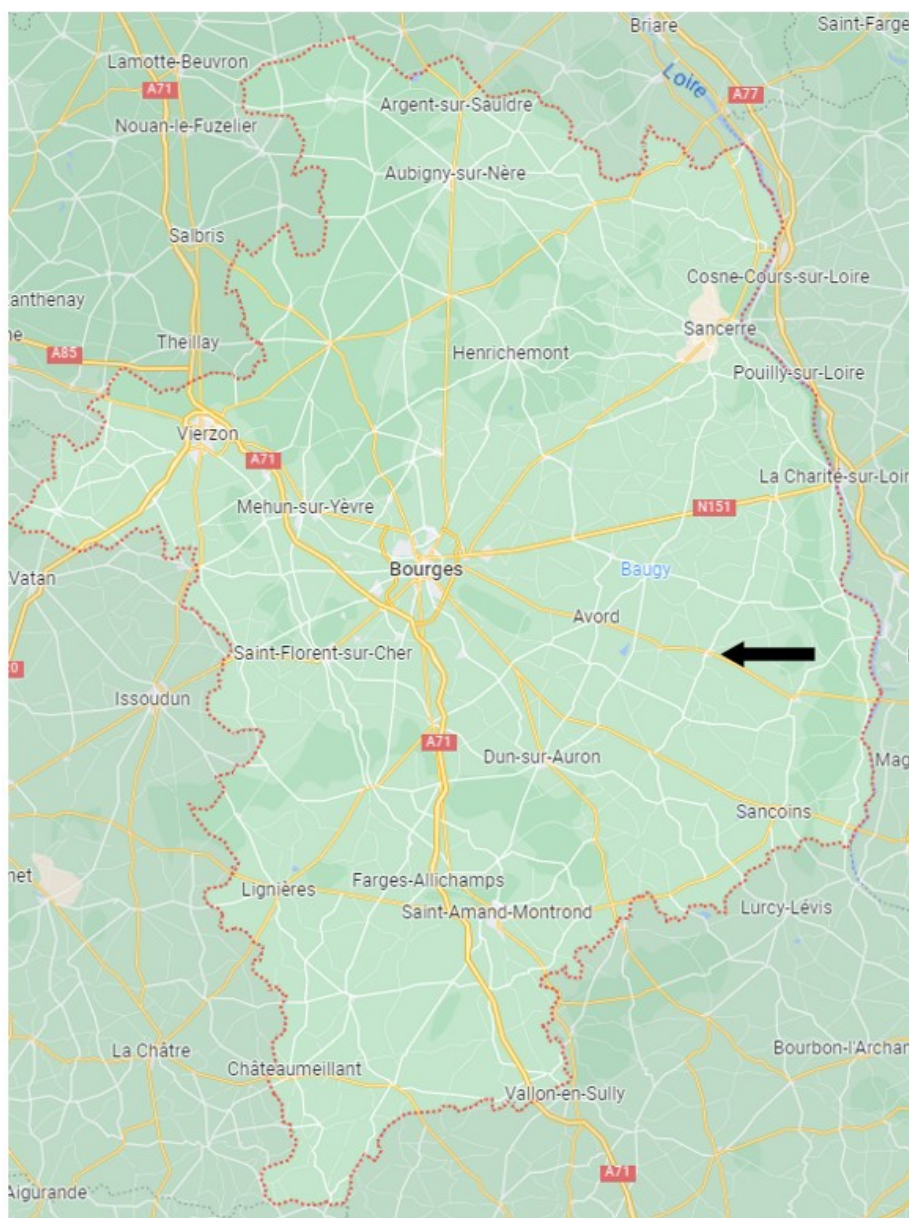 Briare
Saint-Farge
Lamotte-Beuvron
Loire
A71
A77
Argent-sur-Sauldre
Nouan-le-Fuzelier
Aubigny-sur-Nère
Salbris
Cosne-Cours-sur-Loire
anthenay
Sancerre
ne
Theillay
Henrichemont
A85
Pouilly-sur-Loire
Vierzon
A71
La Charité-sur-Loir
Mehun-sur-Yèvre
N151
Bourges
Baugy
Vatan
Avord
Saint-Florent-sur-Cher
20
Issoudun
A71
Dun-sur-Auron
Mag
Sancoins
net
Farges-Allichamps
Lignières
Saint-Amand-Montrond
Lurcy-Lévis
La Châtre
Bourbon-l'Archam
Châteaumeillant
Vallon-en-Sully
A71
Aigurande